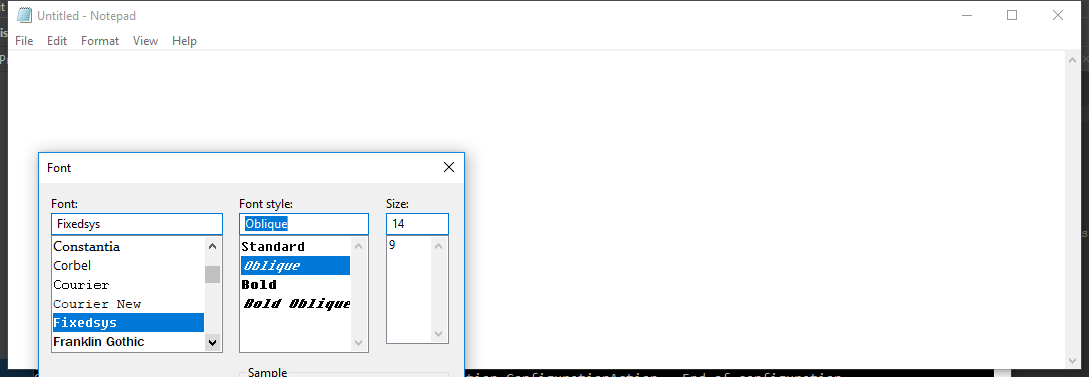 Untitled - Notepad
File Edit Format View Help
Font
Font: Font style: Size:
Fixedsys Oblique 14
Constantia Standard 9
Corbel Oblique
Courier Bold
Courier New Bold Oblique
Fixedsys
Franklin Gothic
Sample